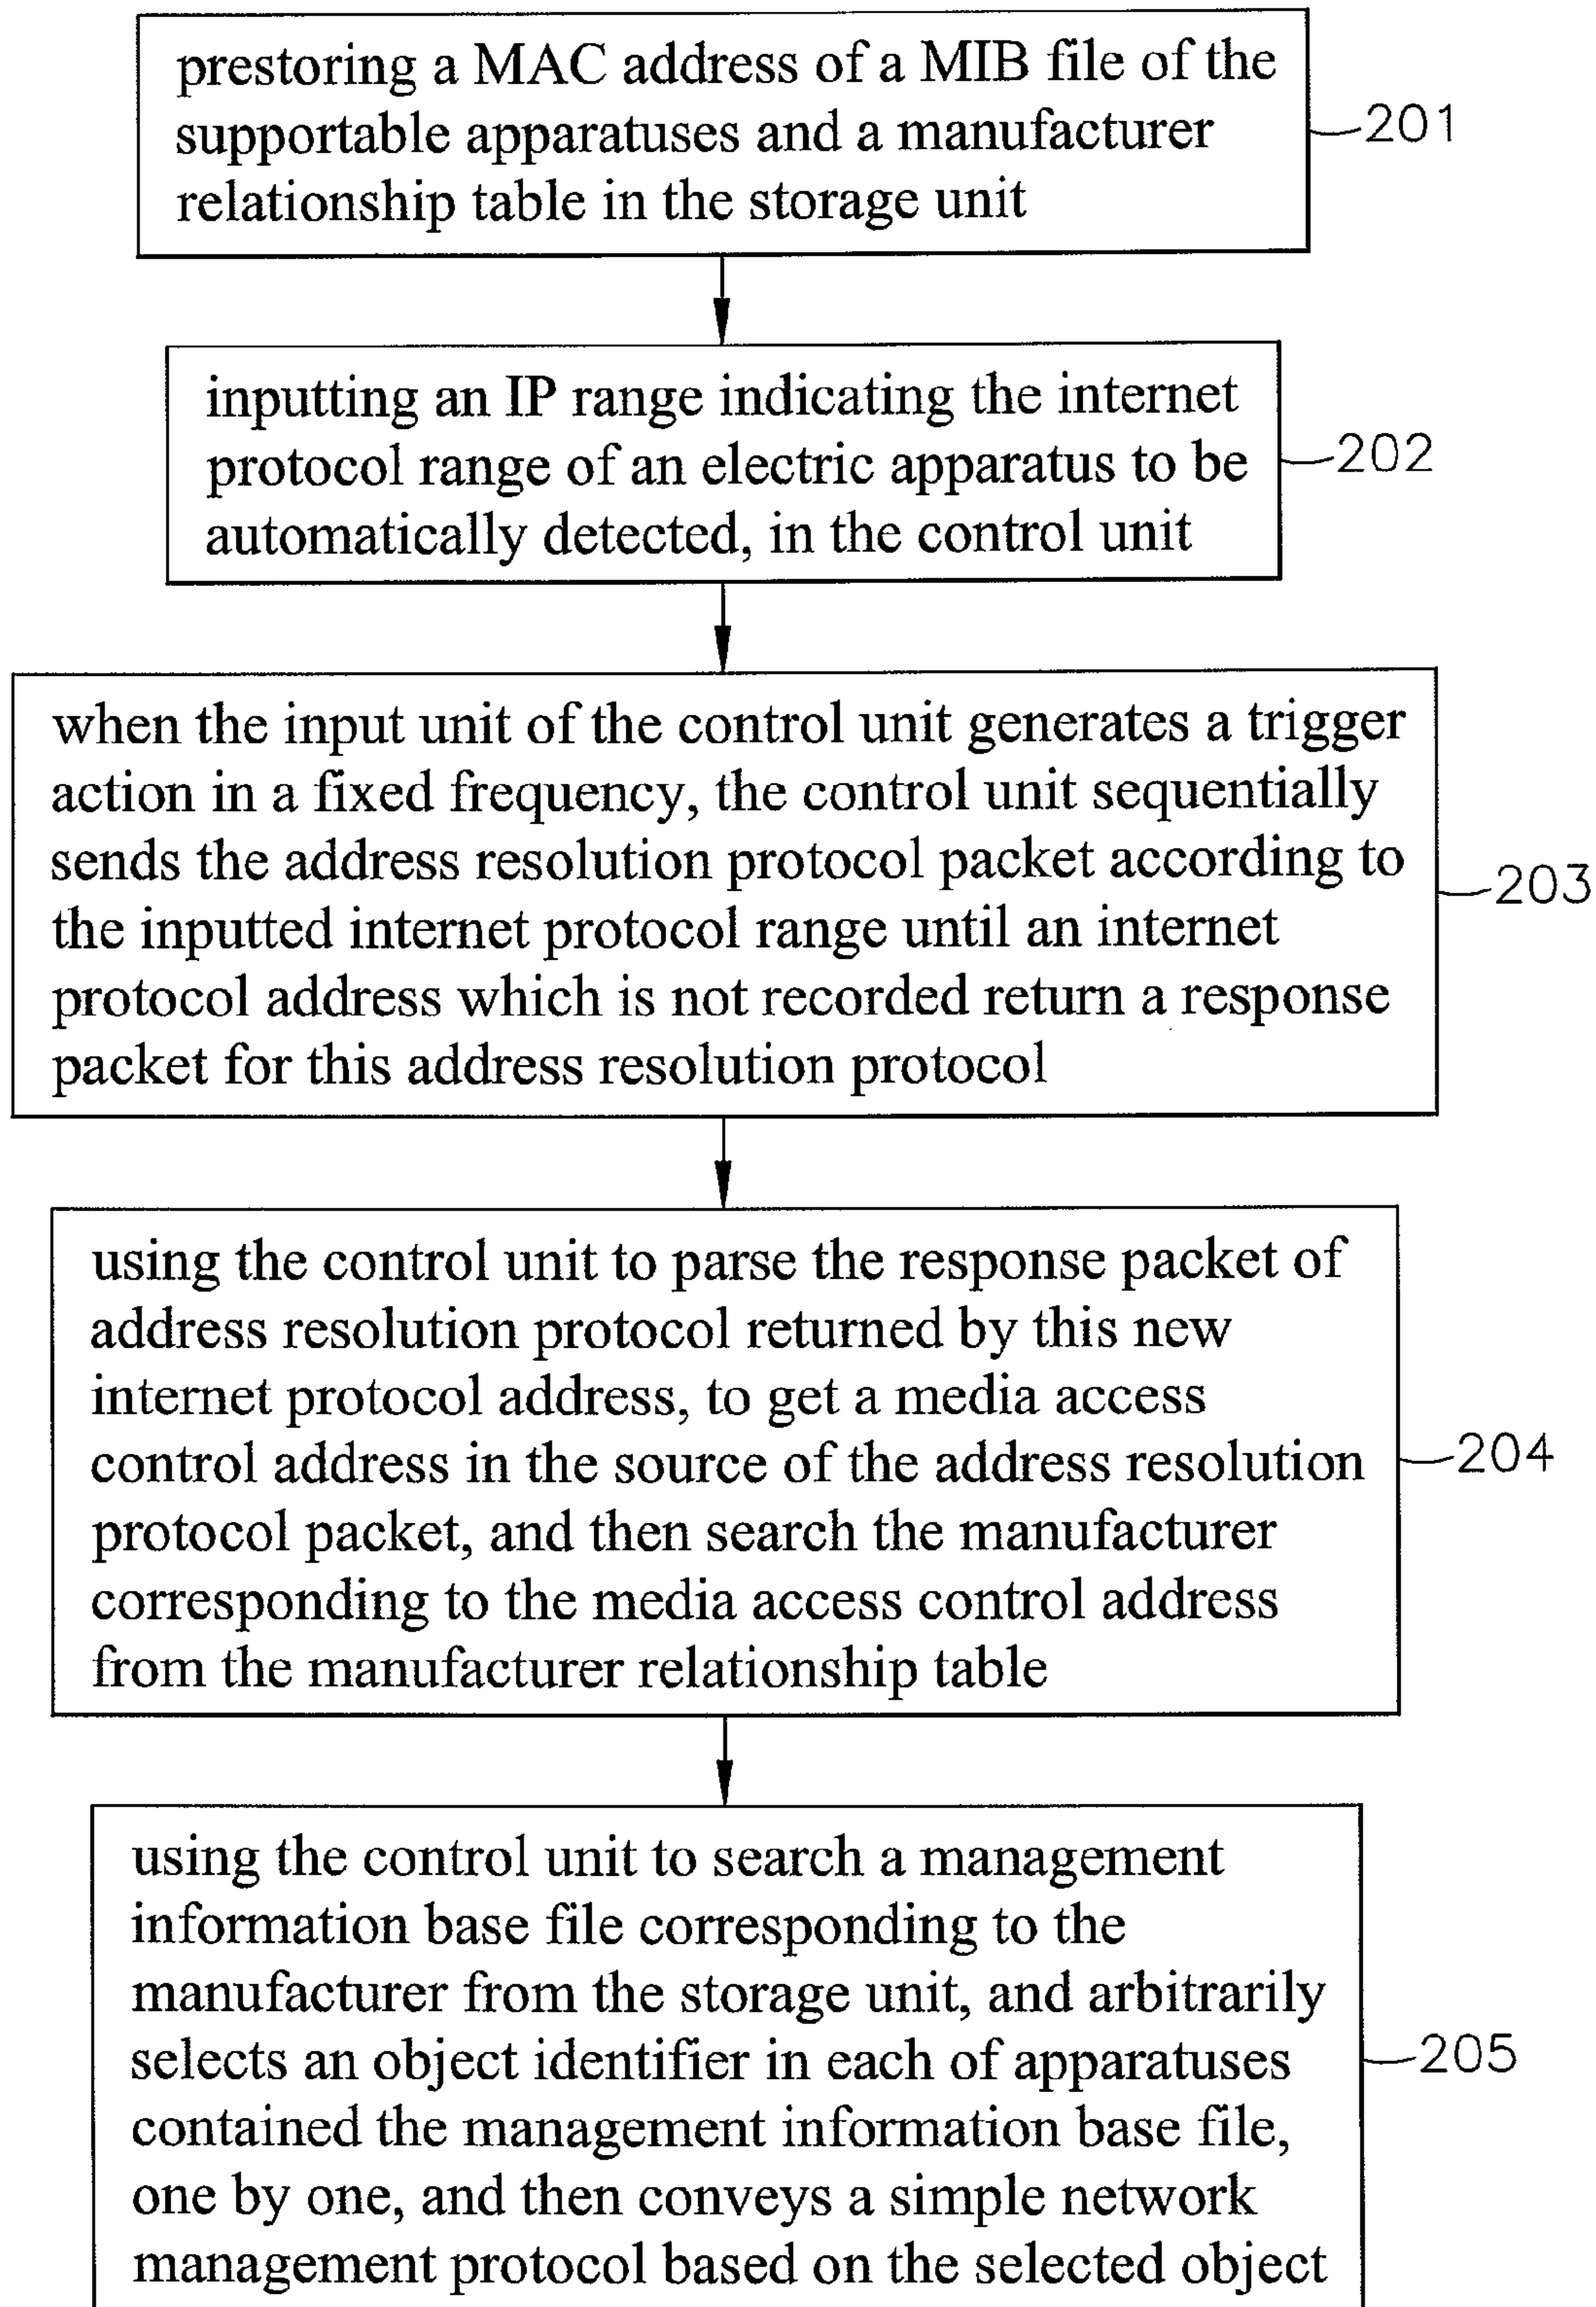 prestoring a MAC address of a MIB file of the
supportable apparatuses and a manufacturer
relationship table in the storage unit
201
inputting an IP range indicating the internet
protocol range of an electric apparatus to be
automatically detected, in the control unit
202
when the input unit of the control unit generates a trigger
action in a fixed frequency, the control unit sequentially
sends the address resolution protocol packet according to
the inputted internet protocol range until an internet
protocol address which is not recorded return a response
packet for this address resolution protocol
203
using the control unit to parse the response packet of
address resolution protocol returned by this new
internet protocol address, to get a media access
control address in the source of the address resolution
protocol packet, and then search the manufacturer
corresponding to the media access control address
from the manufacturer relationship table
204
using the control unit to search a management
information base file corresponding to the
manufacturer from the storage unit, and arbitrarily
selects an object identifier in each of apparatuses
contained the management information base file,
one by one, and then conveys a simple network
management protocol based on the selected object
205